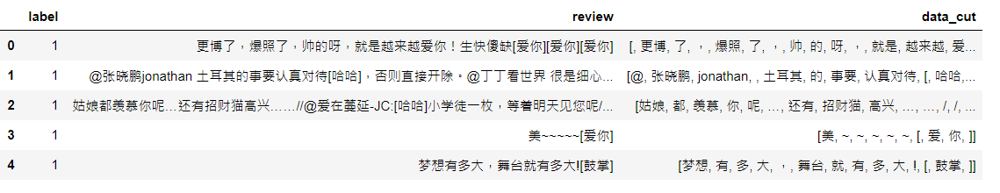 label review data_cut
0 1 更博了，爆照了，帅的呀，就是越来越爱你！生快傻缺[爱你][爱你][爱你] [, 更博, 了, ，, 爆照, 了, ，, 帅, 的, 呀, ，, 就是, 越来越, 爱...
1 1 @张晓鹏jonathan 土耳其的事要认真对待[哈哈]，否则直接开除。@丁丁看世界 很是细心... [@, 张晓鹏, jonathan, , 土耳其, 的, 事要, 认真对待, [, 哈哈,...
2 1 姑娘都羡慕你呢…还有招财猫高兴……//@爱在蔓延-JC:[哈哈]小学徒一枚，等着明天见您呢/... [姑娘, 都, 羡慕, 你, 呢, …, 还有, 招财猫, 高兴, …, …, /, /, ...
3 1 美~~~~~[爱你] [美, ~, ~, ~, ~, ~, [, 爱, 你, ]]
4 1 梦想有多大，舞台就有多大![鼓掌] [梦想, 有, 多, 大, ，, 舞台, 就, 有, 多, 大, !, [, 鼓掌, ]]